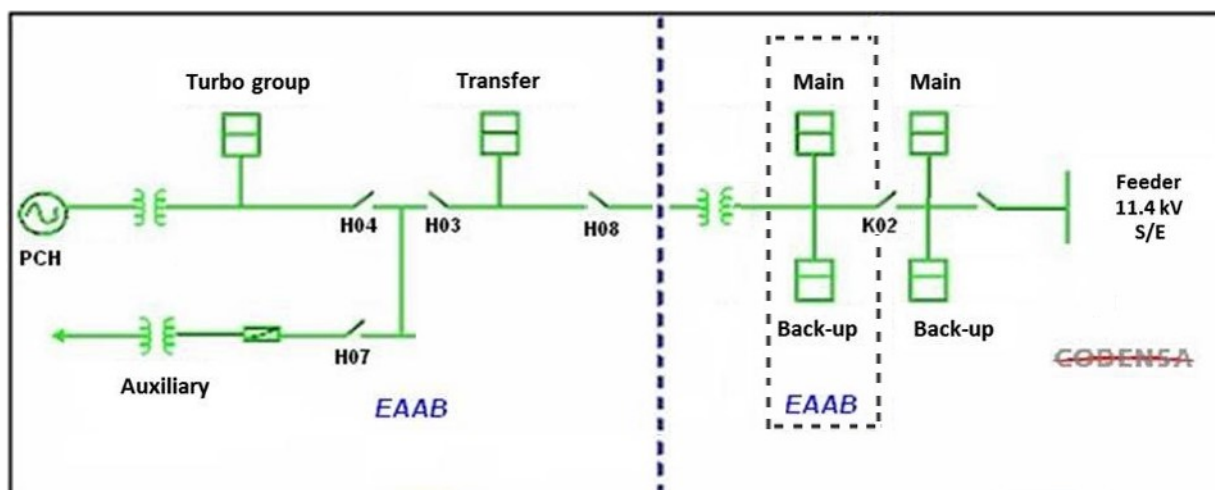 Turbo group
Transfer
Main
Main
PCH
H04
H03
H08
K02
Feeder
11.4 kV
S/E
H07
Back-up
Back-up
Auxiliary
CODENSA
EAAB
EAAB